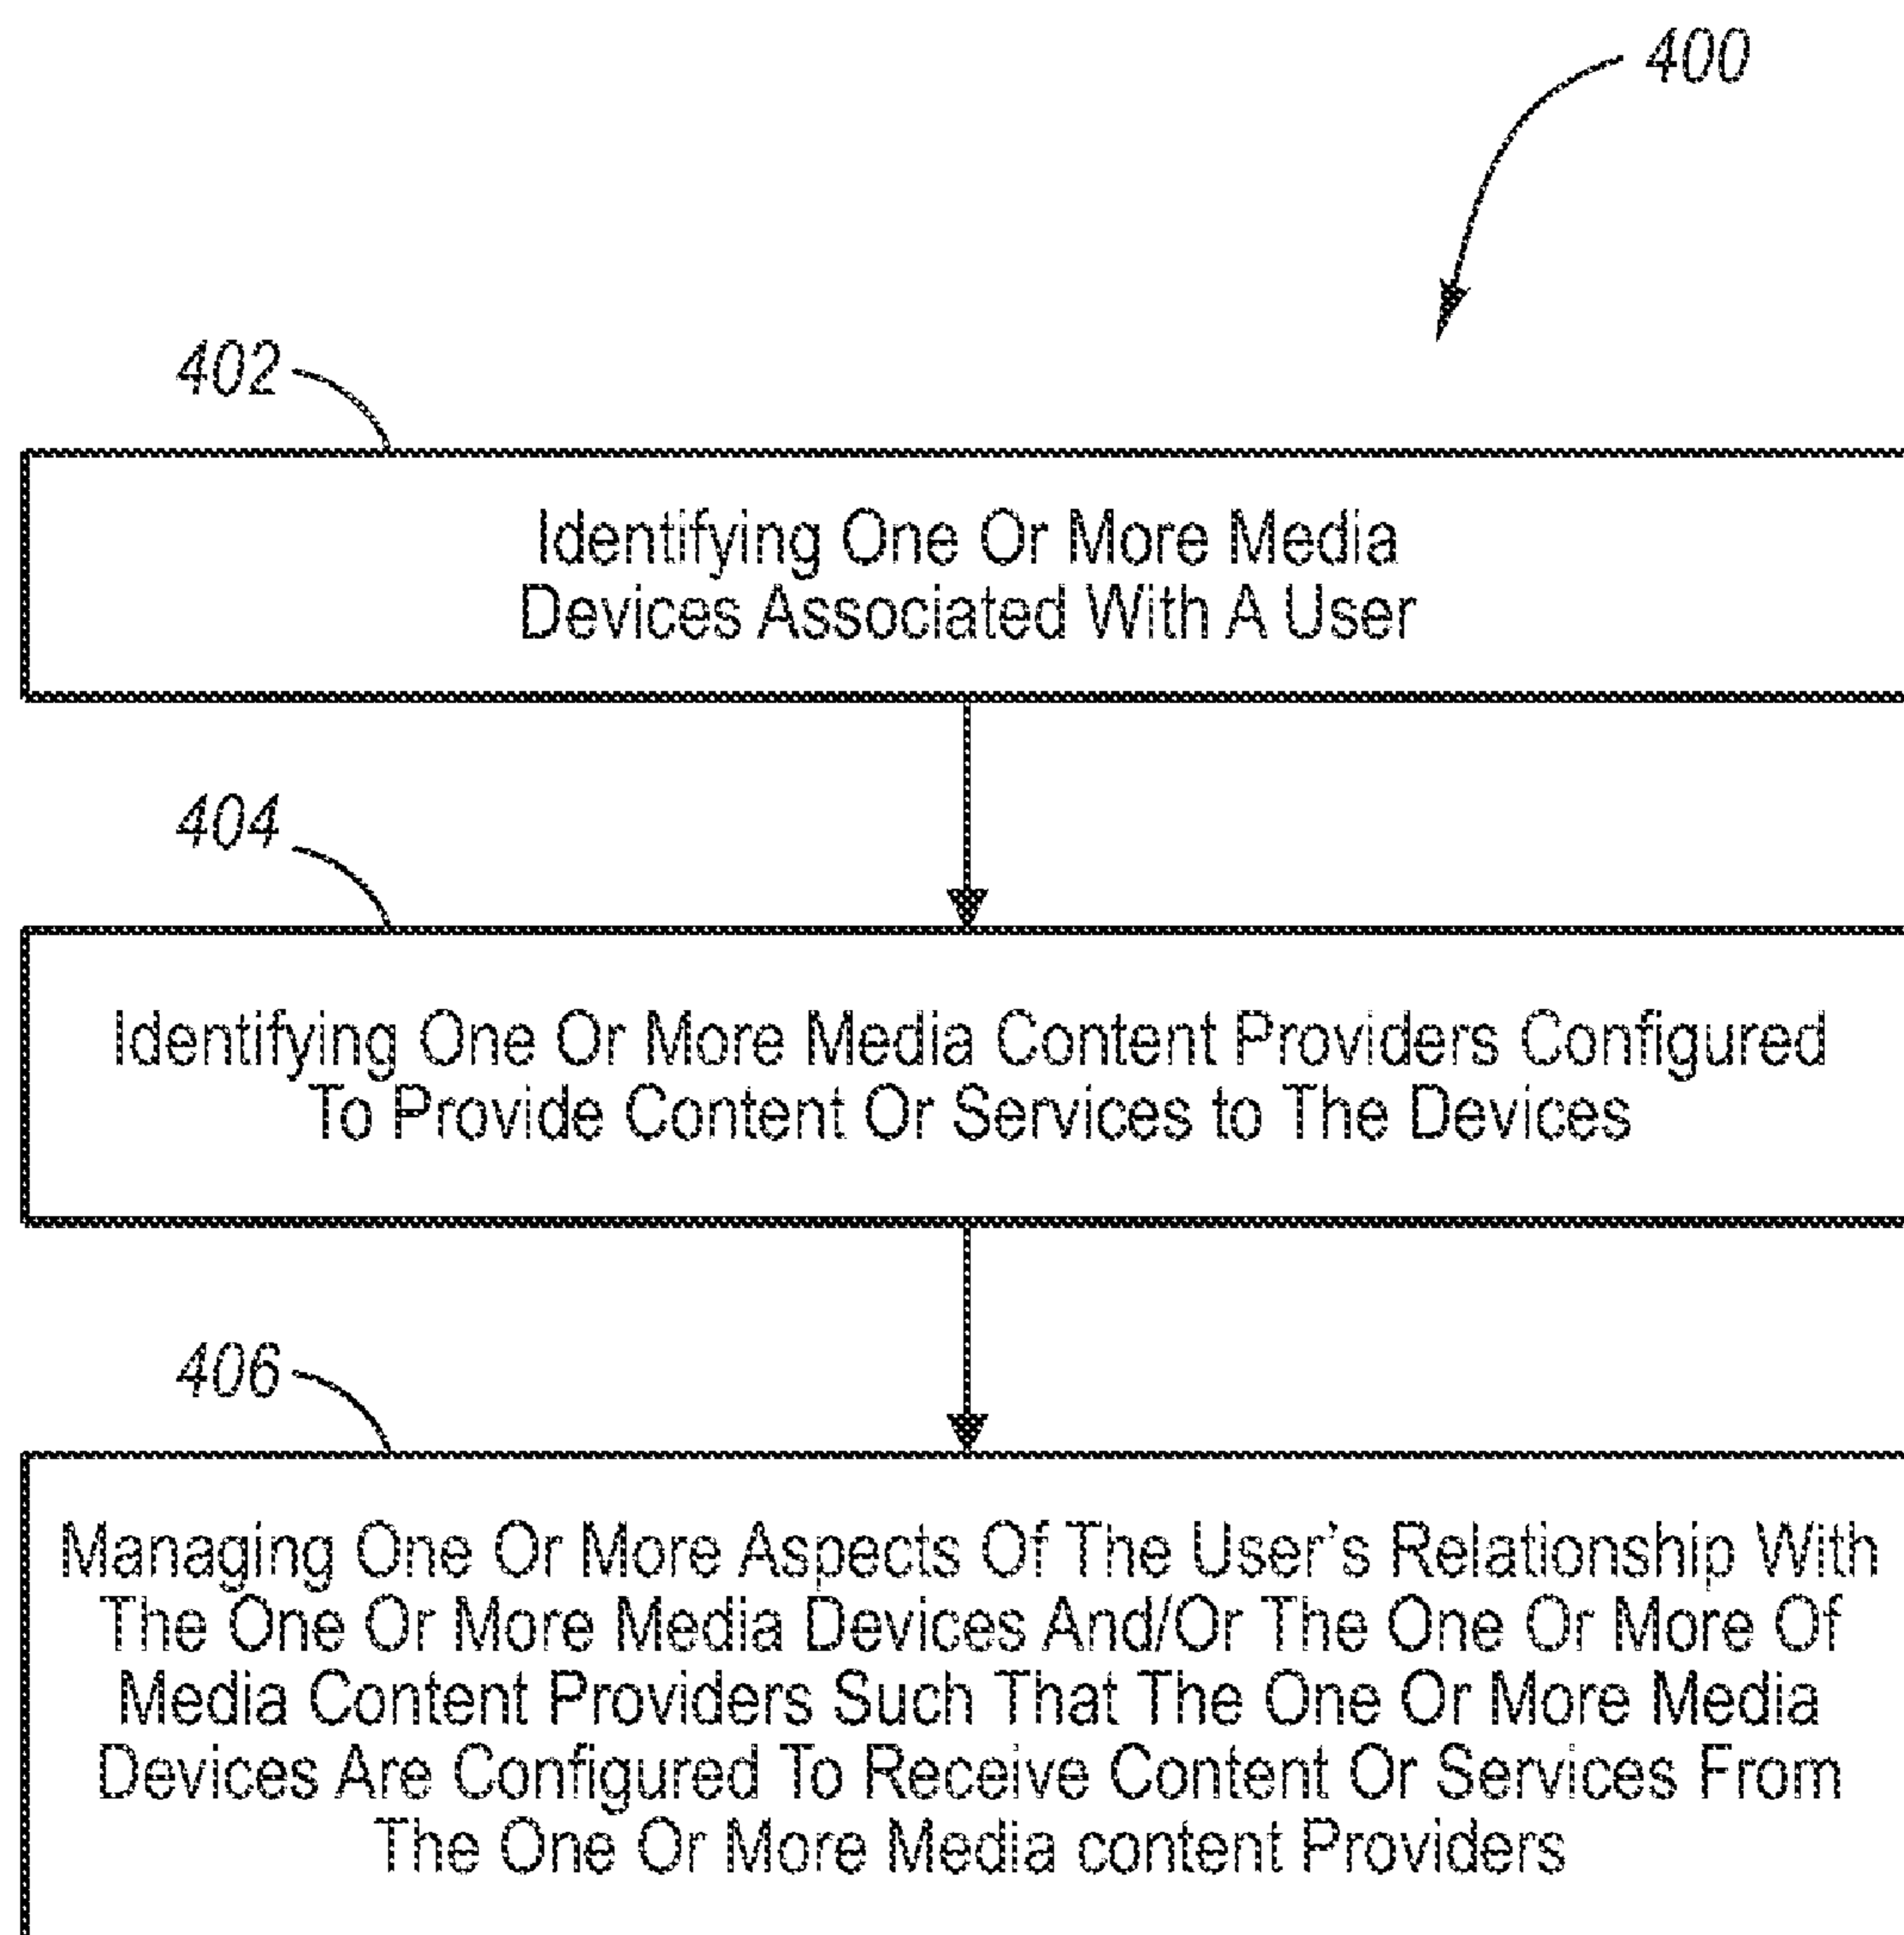 400
402
Identifying One Or More Media
Devices Associated With A User
404
Identifying One Or More Media Content Providers Configured
To Provide Content Or Services to The Devices
406
Managing One Or More Aspects Of The User's Relationship With
The One Or More Media Devices And/Or The One Or More Of
Media Content Providers Such That The One Or More Media
Devices Are Configured To Receive Content Or Services From
The One Or More Media content Providers